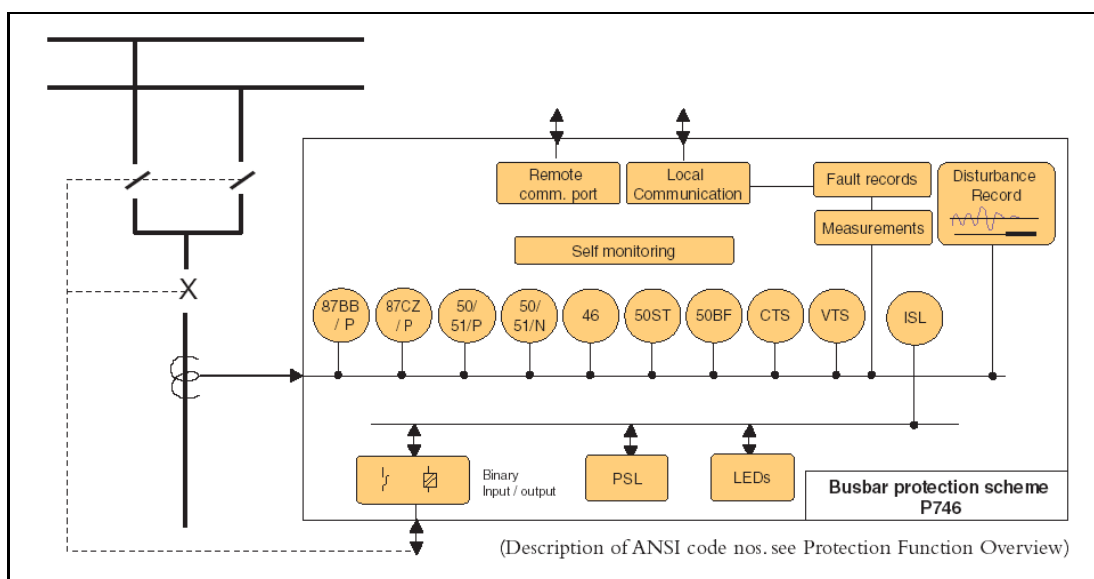 Remote
comm. port
Local
Communication
Fault records
Disturbance
Record
Measurements
Self monitoring
87BB
/ P
87CZ
/ P
50/
51/P
50/
51/N
46
50ST
50BF
CTS
VTS
ISL
Binary
Input / output
PSL
LEDs
Busbar protection scheme
P746
(Description of ANSI code nos. see Protection Function Overview)